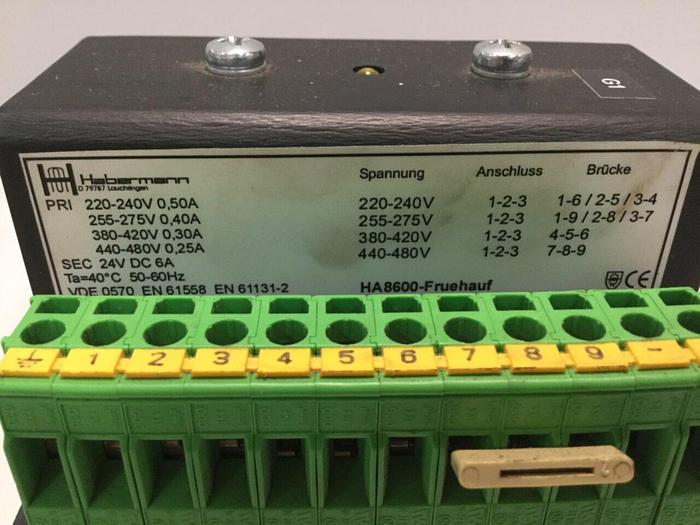 G1
Habermann
D 79787 Lauchringen
PRI 220-240V 0,50A
255-275V 0,40A
380-420V 0,30A
440-480V 0,25A
SEC 24V DC 6A
Ta=40°C 50-60Hz
VDE 0570 EN 61558 EN 61131-2
Spannung Anschluss Brücke
220-240V 1-2-3 1-6 / 2-5 / 3-4
255-275V 1-2-3 1-9 / 2-8 / 3-7
380-420V 1-2-3 4-5-6
440-480V 1-2-3 7-8-9
HA8600-Fruehauf CE
1 2 3 4 5 6 7 8 9 -